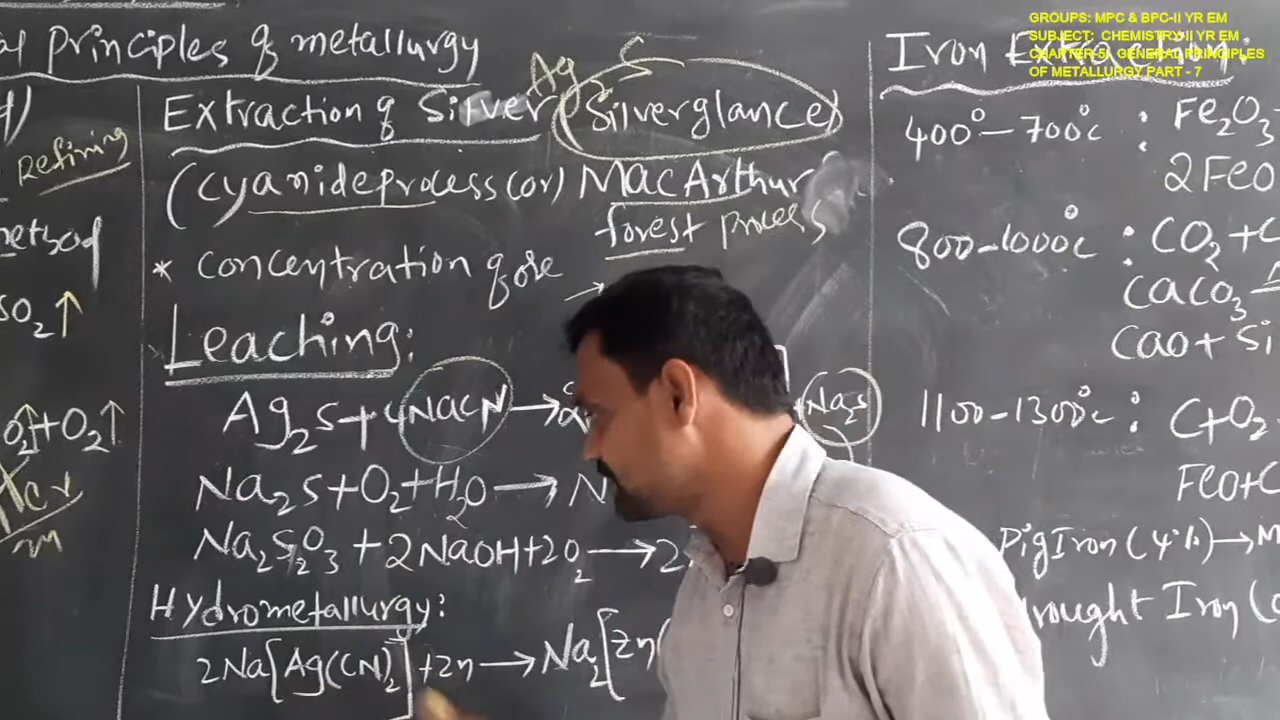 GROUPS: MPC & BPC-II YR EM
SUBJECT: CHEMISTRY-II YR EM
CHAPTER-5: GENERAL PRINCIPLES
OF METALLURGY PART - 7
al principles of metallurgy
Refining
method
SO₂↑
+O₂↑
Extraction of Silver (Silverglance)
Ag₂S
(Cyanide process (or) MacArthur
forest process
* Concentration of ore
Leaching:
Ag₂S + 4NaCN →
Na₂S
Na₂S + O₂ + H₂O → N
Na₂S₂O₃ + 2NaOH + 2O₂ → 2
Hydrometallurgy:
2Na[Ag(CN)₂] + Zn → Na₂[Zn(
Iron
400° – 700°C : Fe₂O₃
2FeO
800 – 1000°C : CO₂ + C
CaCO₃
CaO + Si
1100 – 1300°C : C + O₂
FeO + C
Pig Iron (4%) → M
rought Iron (